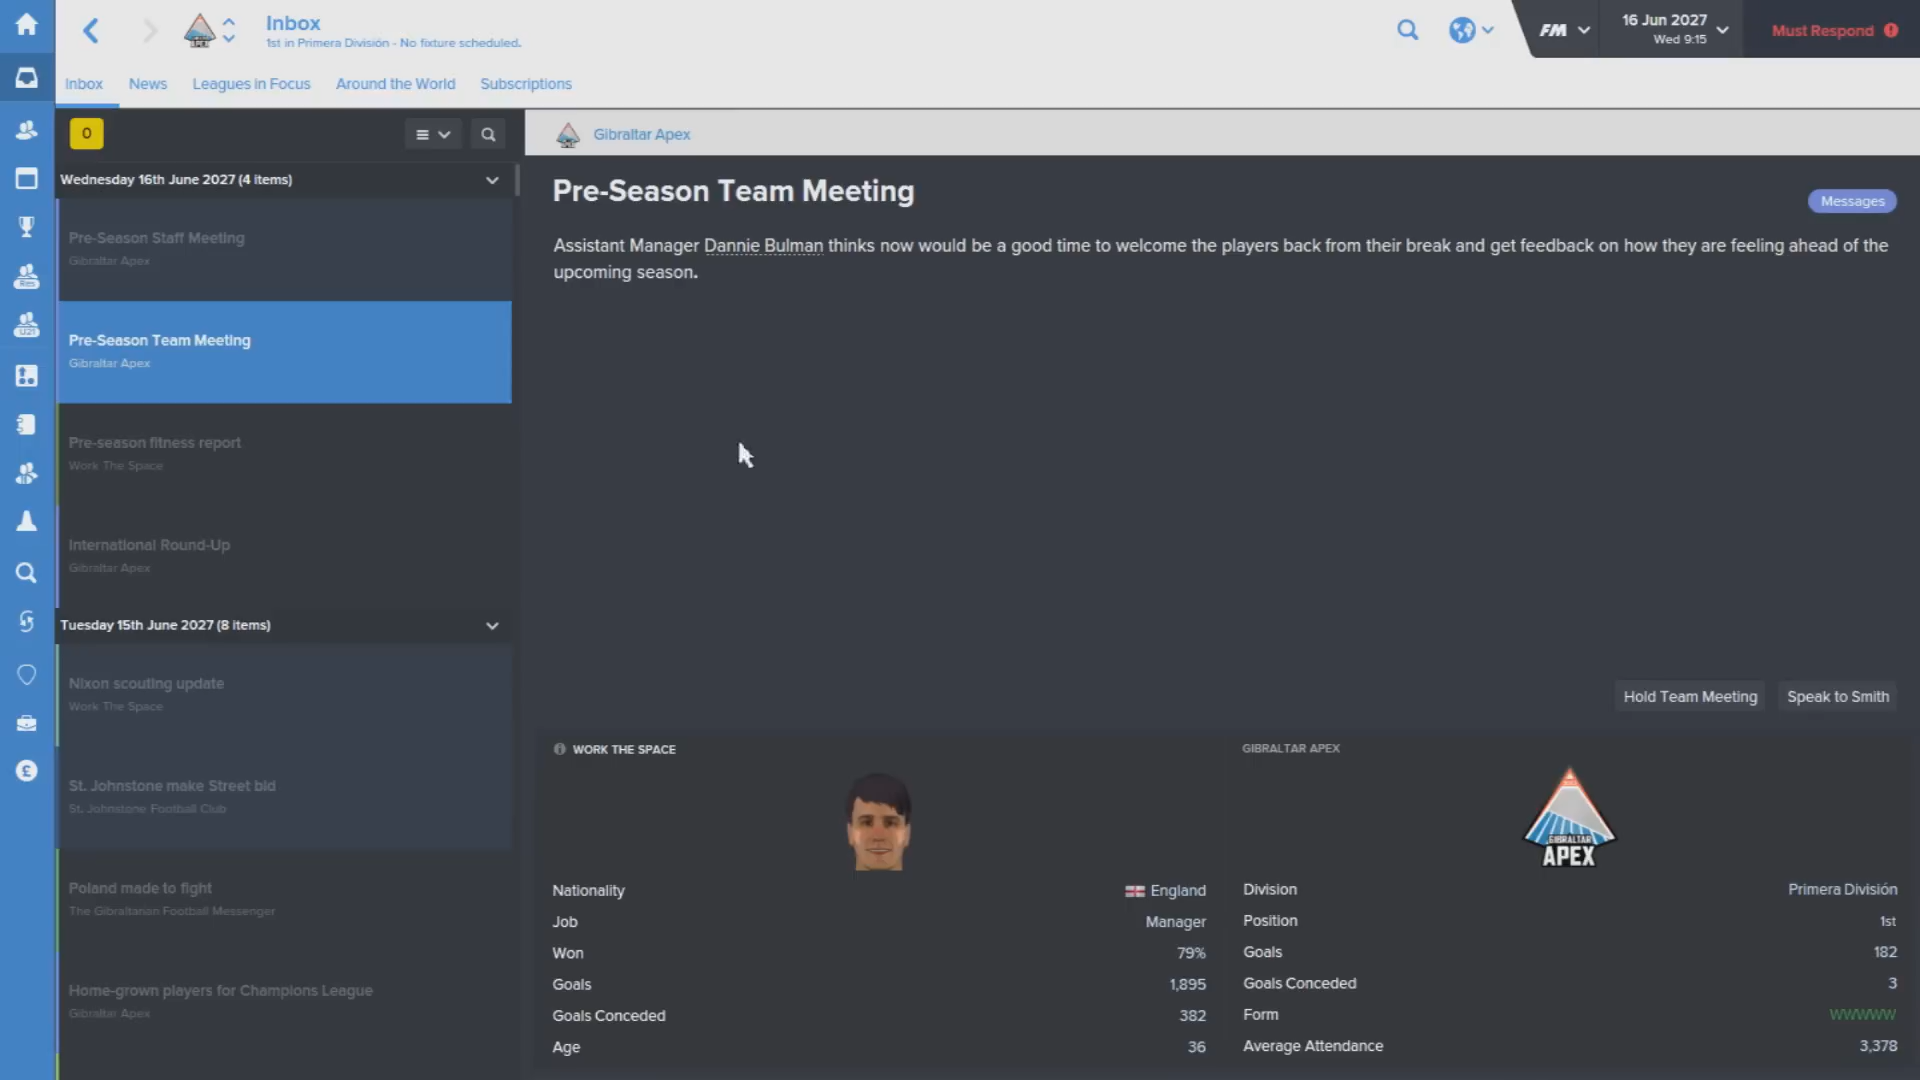 Inbox
1st in Primera División - No fixture scheduled.
FM
16 Jun 2027
Wed 9:15
Must Respond
Inbox
News
Leagues in Focus
Around the World
Subscriptions
0
Gibraltar Apex
Wednesday 16th June 2027 (4 items)
Pre-Season Staff Meeting
Gibraltar Apex
Pre-Season Team Meeting
Gibraltar Apex
Pre-season fitness report
Work The Space
International Round-Up
Gibraltar Apex
Tuesday 15th June 2027 (8 items)
Nixon scouting update
Work The Space
St. Johnstone make Street bid
St. Johnstone Football Club
Poland made to fight
The Gibraltarian Football Messenger
Home-grown players for Champions League
Gibraltar Apex
Pre-Season Team Meeting
Messages
Assistant Manager Dannie Bulman thinks now would be a good time to welcome the players back from their break and get feedback on how they are feeling ahead of the
upcoming season.
Hold Team Meeting
Speak to Smith
WORK THE SPACE
Nationality England
Job Manager
Won 79%
Goals 1,895
Goals Conceded 382
Age 36
GIBRALTAR APEX
GIBRALTAR
APEX
Division Primera División
Position 1st
Goals 182
Goals Conceded 3
Form WWWWW
Average Attendance 3,378